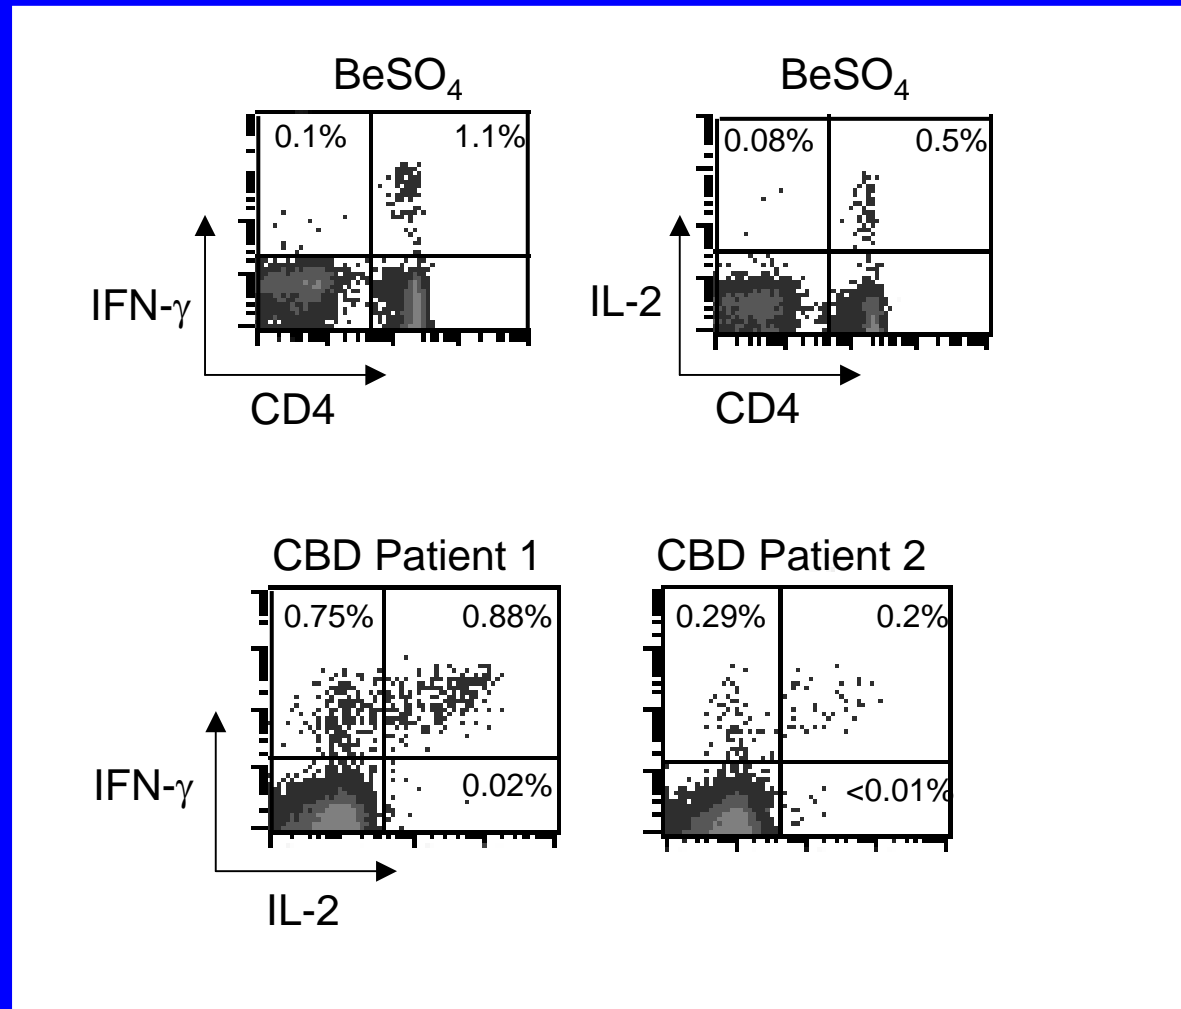 BeSO₄
BeSO₄
0.1%
1.1%
0.08%
0.5%
IFN-γ
IL-2
CD4
CD4
CBD Patient 1
CBD Patient 2
0.75%
0.88%
0.29%
0.2%
IFN-γ
0.02%
<0.01%
IL-2